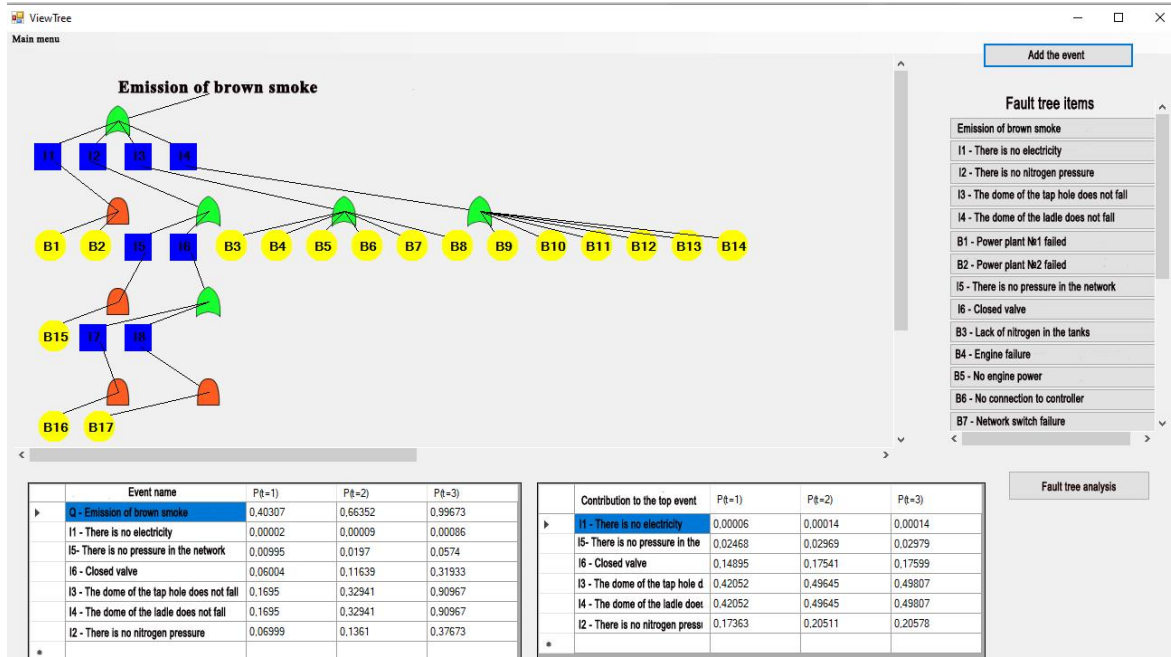 ViewTree
Main menu
Add the event
Emission of brown smoke
I1 I2 I3 I4
B1 B2 I5 I6 B3 B4 B5 B6 B7 B8 B9 B10 B11 B12 B13 B14
B15 I7 I8
B16 B17
Fault tree items
Emission of brown smoke
I1 - There is no electricity
I2 - There is no nitrogen pressure
I3 - The dome of the tap hole does not fall
I4 - The dome of the ladle does not fall
B1 - Power plant №1 failed
B2 - Power plant №2 failed
I5 - There is no pressure in the network
I6 - Closed valve
B3 - Lack of nitrogen in the tanks
B4 - Engine failure
B5 - No engine power
B6 - No connection to controller
B7 - Network switch failure
Fault tree analysis
Event name P(t=1) P(t=2) P(t=3)
Q - Emission of brown smoke 0,40307 0,66352 0,99673
I1 - There is no electricity 0,00002 0,00009 0,00086
I5- There is no pressure in the network 0,00995 0,0197 0,0574
I6 - Closed valve 0,06004 0,11639 0,31933
I3 - The dome of the tap hole does not fall 0,1695 0,32941 0,90967
I4 - The dome of the ladle does not fall 0,1695 0,32941 0,90967
I2 - There is no nitrogen pressure 0,06999 0,1361 0,37673
Contribution to the top event P(t=1) P(t=2) P(t=3)
I1 - There is no electricity 0,00006 0,00014 0,00014
I5- There is no pressure in the 0,02468 0,02969 0,02979
I6 - Closed valve 0,14895 0,17541 0,17599
I3 - The dome of the tap hole d 0,42052 0,49645 0,49807
I4 - The dome of the ladle does 0,42052 0,49645 0,49807
I2 - There is no nitrogen pressu 0,17363 0,20511 0,20578